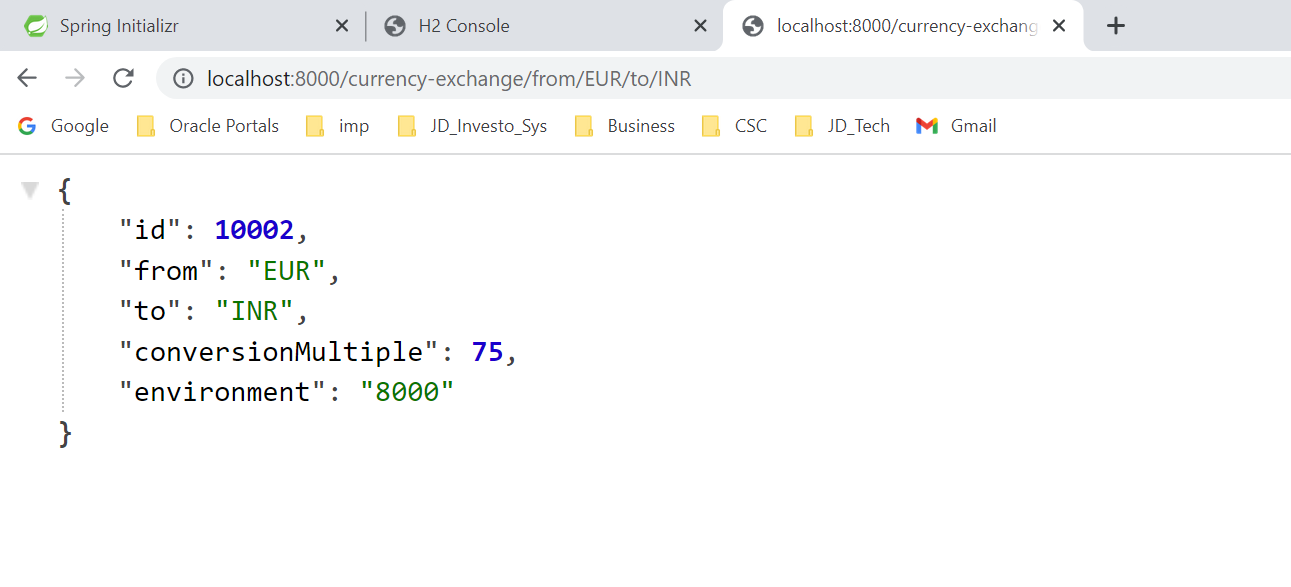 Spring Initializr
H2 Console
localhost:8000/currency-exchang
localhost:8000/currency-exchange/from/EUR/to/INR
Google Oracle Portals imp JD_Investo_Sys Business CSC JD_Tech Gmail
{
"id": 10002,
"from": "EUR",
"to": "INR",
"conversionMultiple": 75,
"environment": "8000"
}